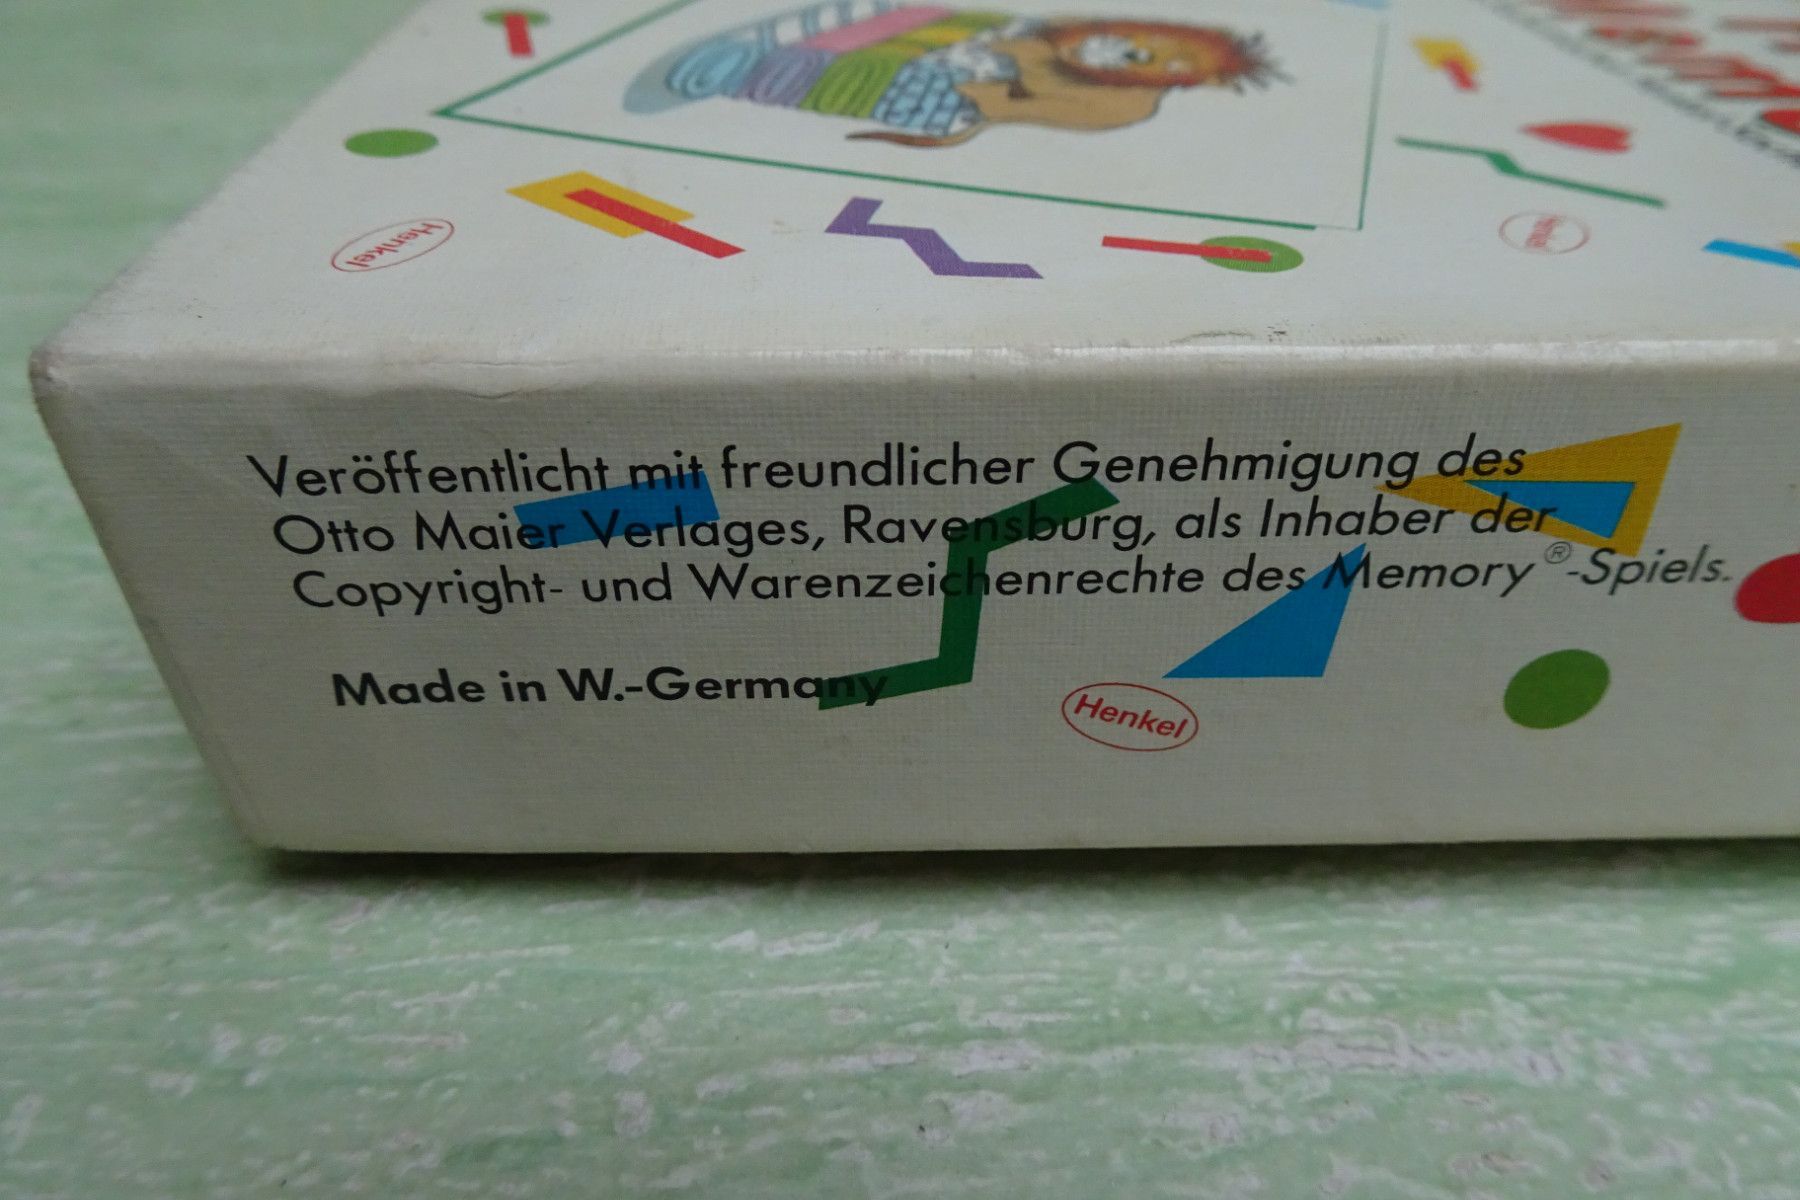 Henkel
Henkel
Veröffentlicht mit freundlicher Genehmigung des
Otto Maier Verlages, Ravensburg, als Inhaber der
Copyright- und Warenzeichenrechte des Memory®-Spiels.
Made in W.-Germany
Henkel